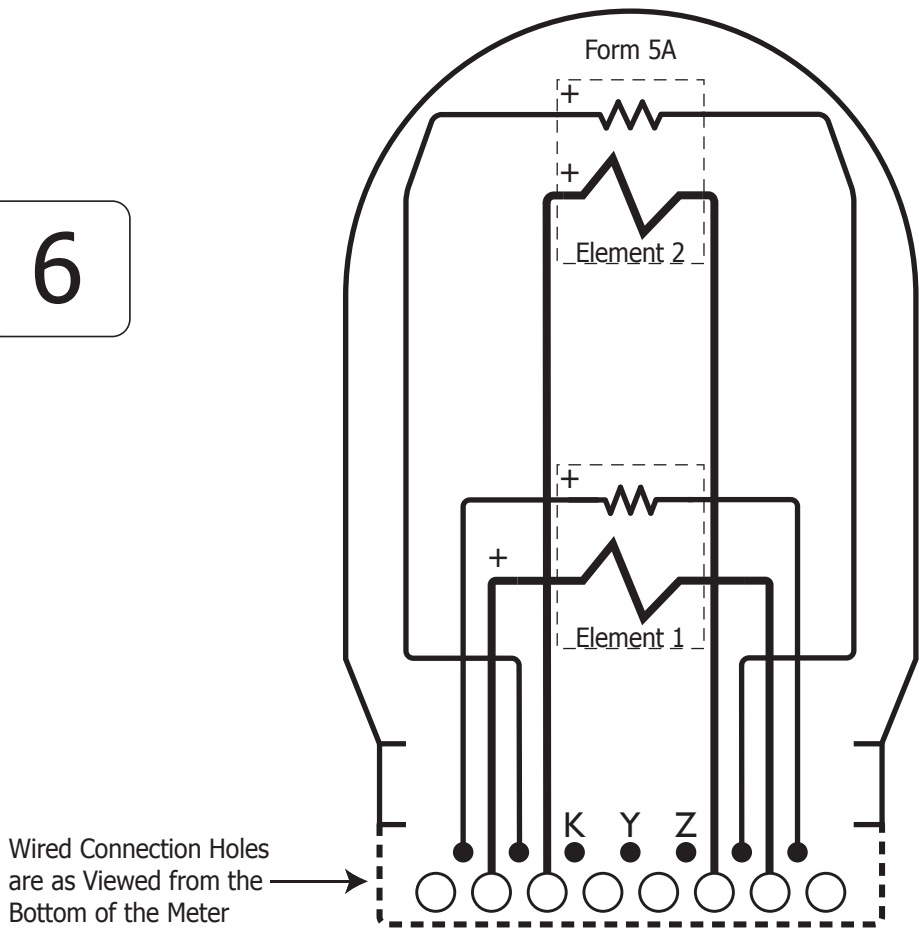 Form 5A
+
+
Element 2
6
+
+
Element 1
K Y Z
Wired Connection Holes
are as Viewed from the
Bottom of the Meter